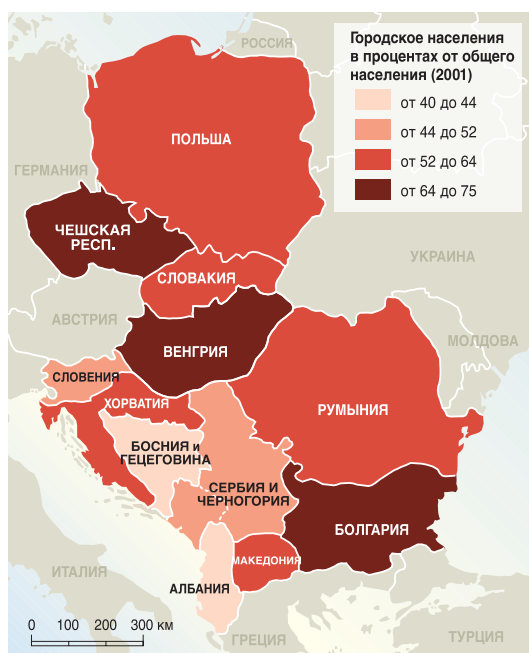 Городское население
в процентах от общего
населения (2001)
от 40 до 44
от 44 до 52
от 52 до 64
от 64 до 75
РОССИЯ
ПОЛЬША
ГЕРМАНИЯ
ЧЕШСКАЯ
РЕСП.
УКРАИНА
СЛОВАКИЯ
АВСТРИЯ
МОЛДОВА
ВЕНГРИЯ
СЛОВЕНИЯ
ХОРВАТИЯ
РУМЫНИЯ
БОСНИЯ и
ГЕЦЕГОВИНА
СЕРБИЯ И
ЧЕРНОГОРИЯ
БОЛГАРИЯ
МАКЕДОНИЯ
ИТАЛИЯ
АЛБАНИЯ
0 100 200 300 км
ГРЕЦИЯ
ТУРЦИЯ